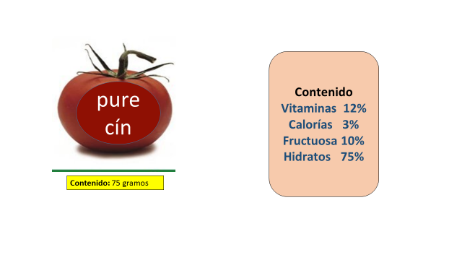 pure
cín
Contenido: 75 gramos
Contenido
Vitaminas 12%
Calorías 3%
Fructuosa 10%
Hidratos 75%